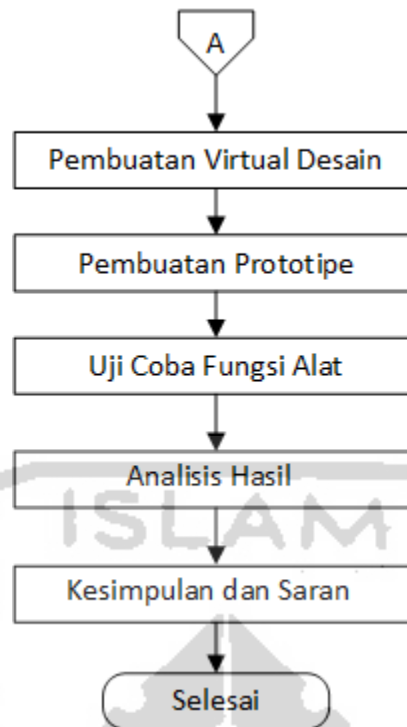 A
Pembuatan Virtual Desain
Pembuatan Prototipe
Uji Coba Fungsi Alat
Analisis Hasil
ISLAM
Kesimpulan dan Saran
Selesai